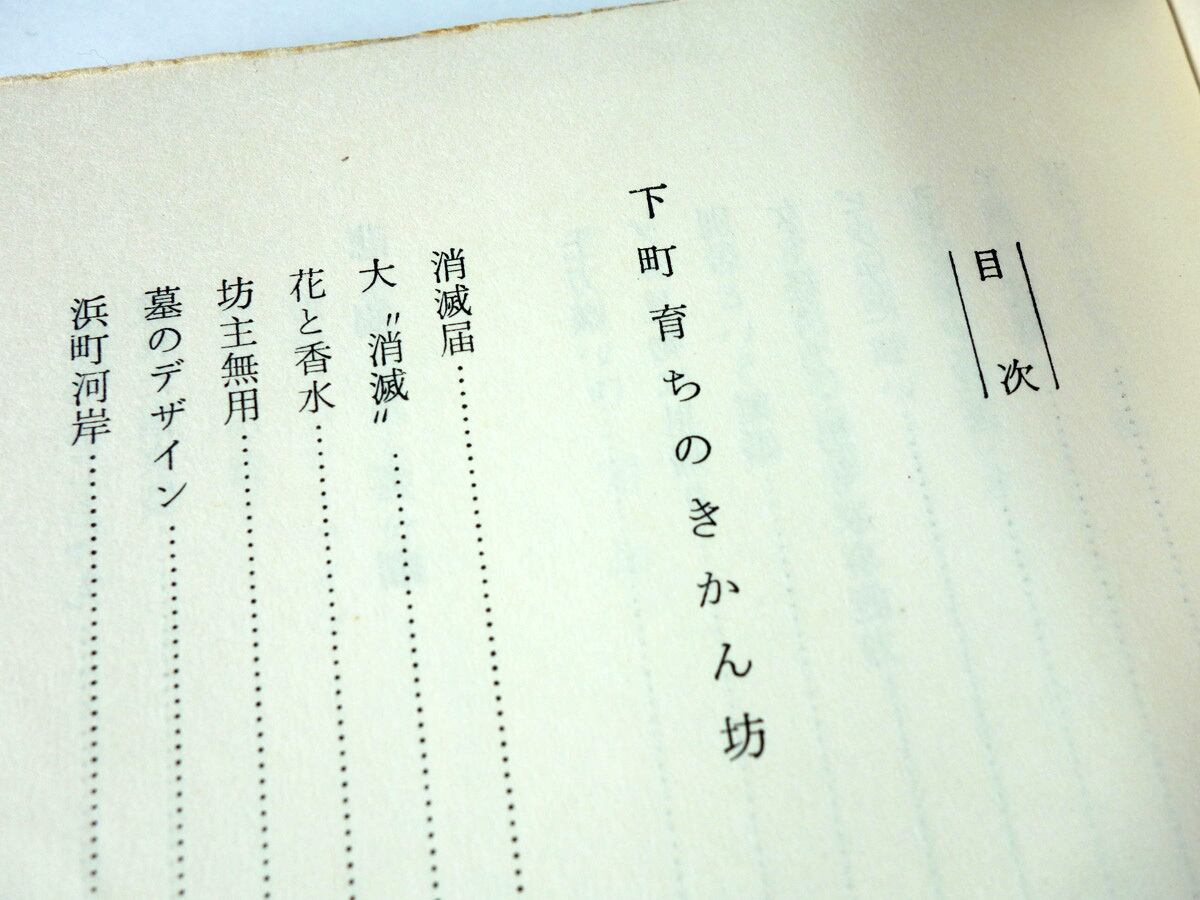 目次
下町育ちのきかん坊
消滅届……………………
大〝消滅〟……………………
花と香水……………………
坊主無用……………………
墓のデザイン……………………
浜町河岸……………………